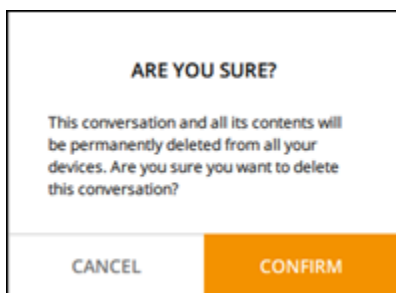 ARE YOU SURE?
This conversation and all its contents will
be permanently deleted from all your
devices. Are you sure you want to delete
this conversation?
CANCEL CONFIRM